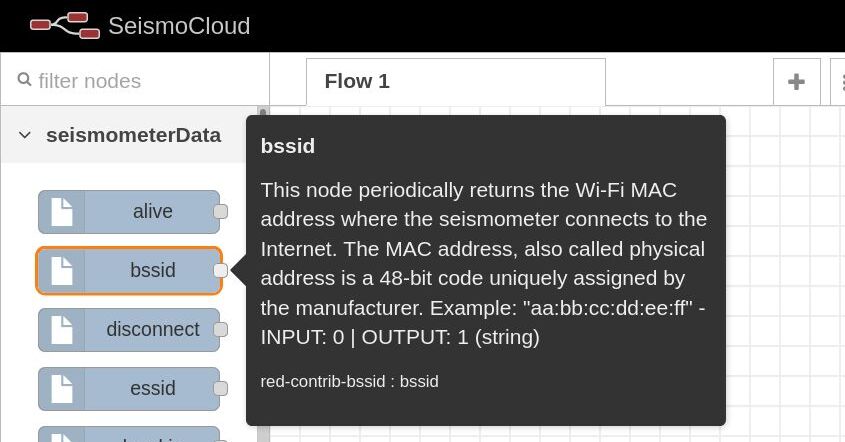 SeismoCloud
filter nodes
Flow 1
seismometerData
bssid
This node periodically returns the Wi-Fi MAC
address where the seismometer connects to the
Internet. The MAC address, also called physical
address is a 48-bit code uniquely assigned by
the manufacturer. Example: "aa:bb:cc:dd:ee:ff" -
INPUT: 0 | OUTPUT: 1 (string)
red-contrib-bssid : bssid
alive
bssid
disconnect
essid